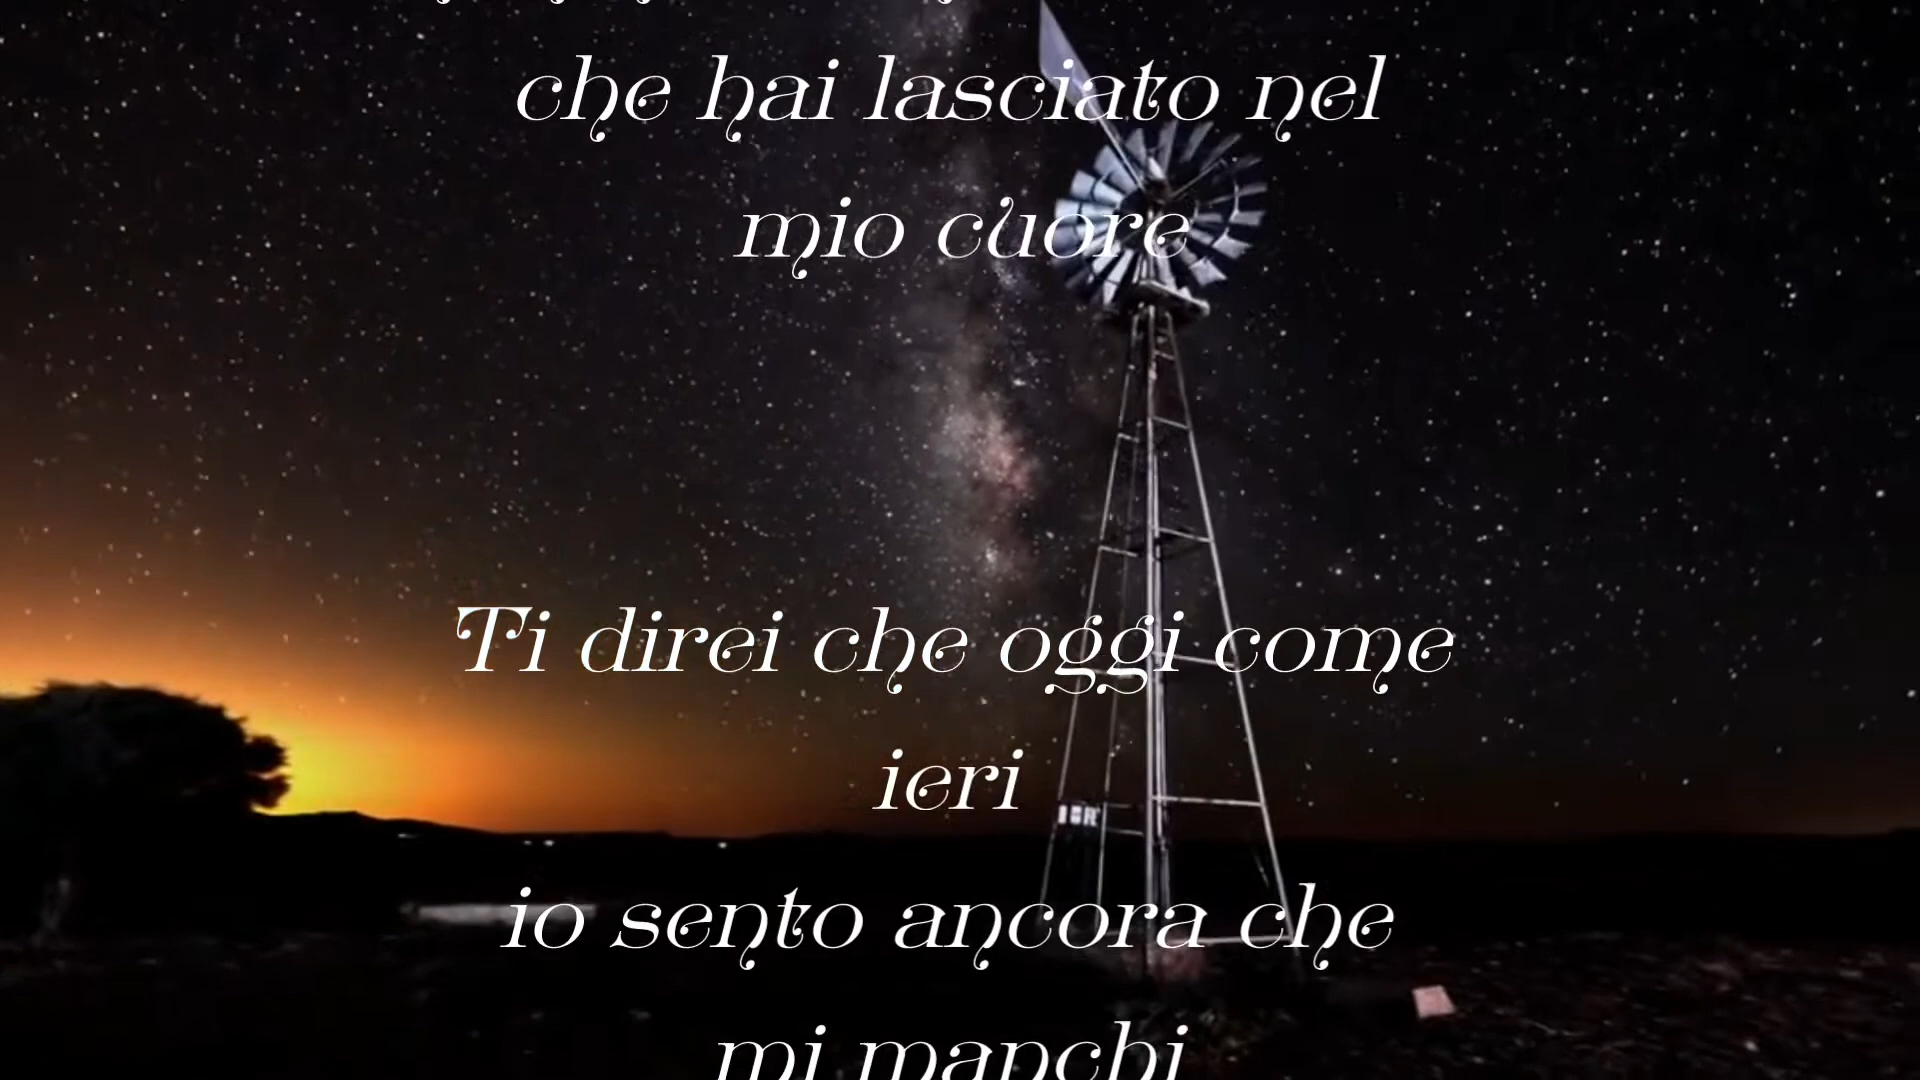 che hai lasciato nel
mio cuore
Ti direi che oggi come
ieri
io sento ancora che
mi manchi